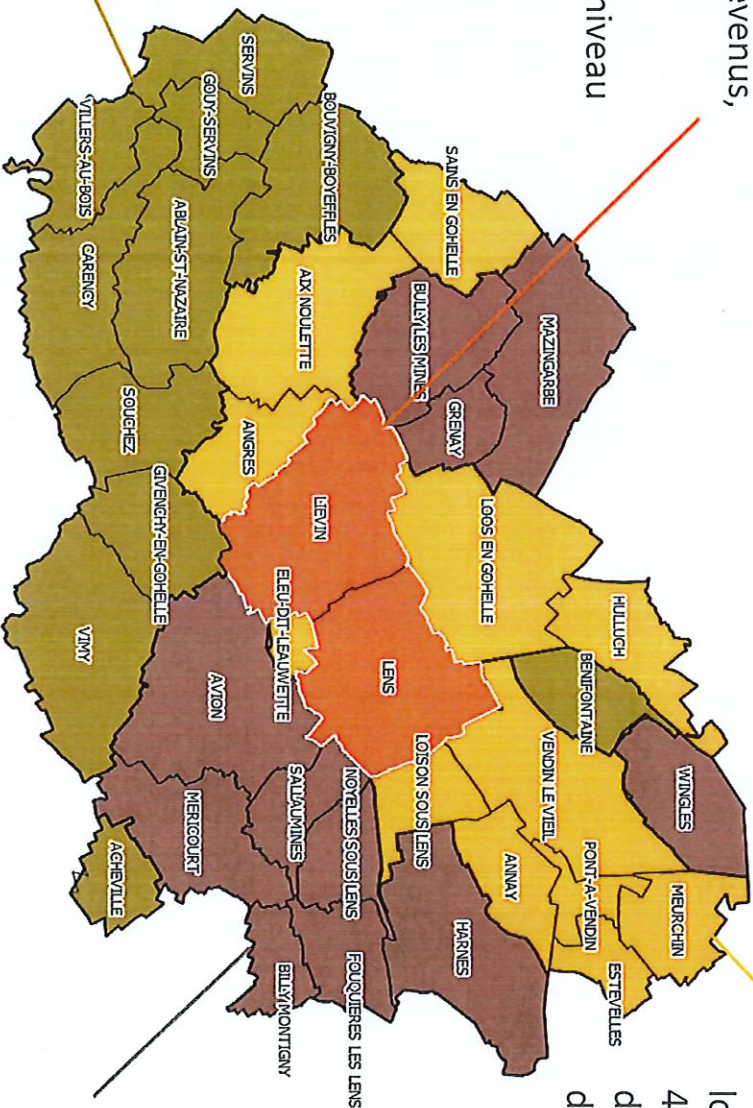 evenus,
niveau
lo
4
d
d
SERVINS
GOUY-SERVINS
VILLERS-AU-BOIS
BOUVIGNY-BOYEFFLES
ABLAIN-ST-NAZAIRE
CARENCY
SAINS EN GOHELLE
AIX NOULETTE
SOUCHEZ
BULLY LES MINES
MAZINGARBE
GRENAY
ANGRES
GIVENCHY-EN-GOHELLE
LIEVIN
LOOS EN GOHELLE
ELEU-DIT-LEAUWETTE
VIMY
HULLUCH
BENIFONTAINE
LENS
AVION
WINGLES
VENDIN LE VIEIL
LOISON SOUS LENS
NOYELLES SOUS LENS
SALLAUMINES
MERICOURT
ACHEVILLE
MEURCHIN
PONT-A-VENDIN
ANNAY
ESTEVELLES
HARNES
FOUQUIERES LES LENS
BILLY MONTIGNY